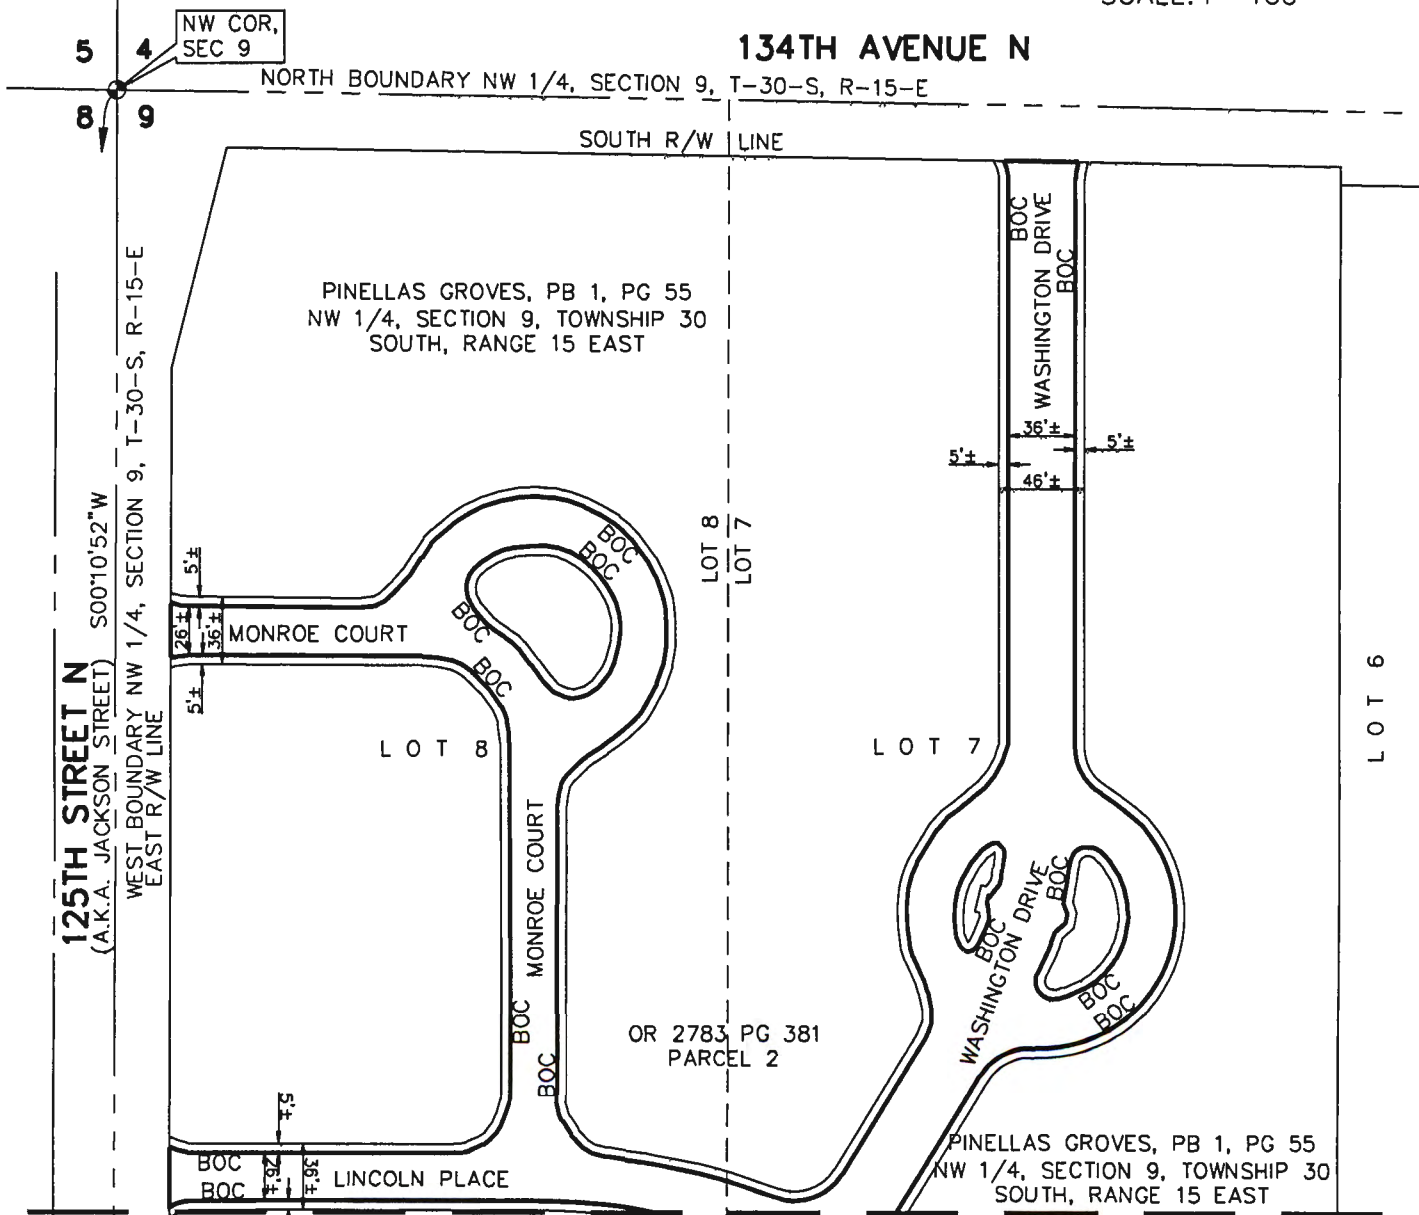 NW COR,
SEC 9
5 4
8 9
134TH AVENUE N
NORTH BOUNDARY NW 1/4, SECTION 9, T-30-S, R-15-E
SOUTH R/W LINE
PINELLAS GROVES, PB 1, PG 55
NW 1/4, SECTION 9, TOWNSHIP 30
SOUTH, RANGE 15 EAST
BOC
WASHINGTON DRIVE
BOC
36'±
5'±
5'±
46'±
LOT 8
LOT 7
125TH STREET N
(A.K.A. JACKSON STREET)
S00°10'52"W
WEST BOUNDARY NW 1/4, SECTION 9, T-30-S, R-15-E
EAST R/W LINE
5'±
26'±
36'±
5'±
MONROE COURT
BOC
BOC
BOC
BOC
LOT 8
LOT 7
LOT 6
MONROE COURT
BOC
BOC
WASHINGTON DRIVE
BOC
BOC
BOC
BOC
OR 2783 PG 381
PARCEL 2
5'±
26'±
36'±
BOC
BOC
LINCOLN PLACE
PINELLAS GROVES, PB 1, PG 55
NW 1/4, SECTION 9, TOWNSHIP 30
SOUTH, RANGE 15 EAST